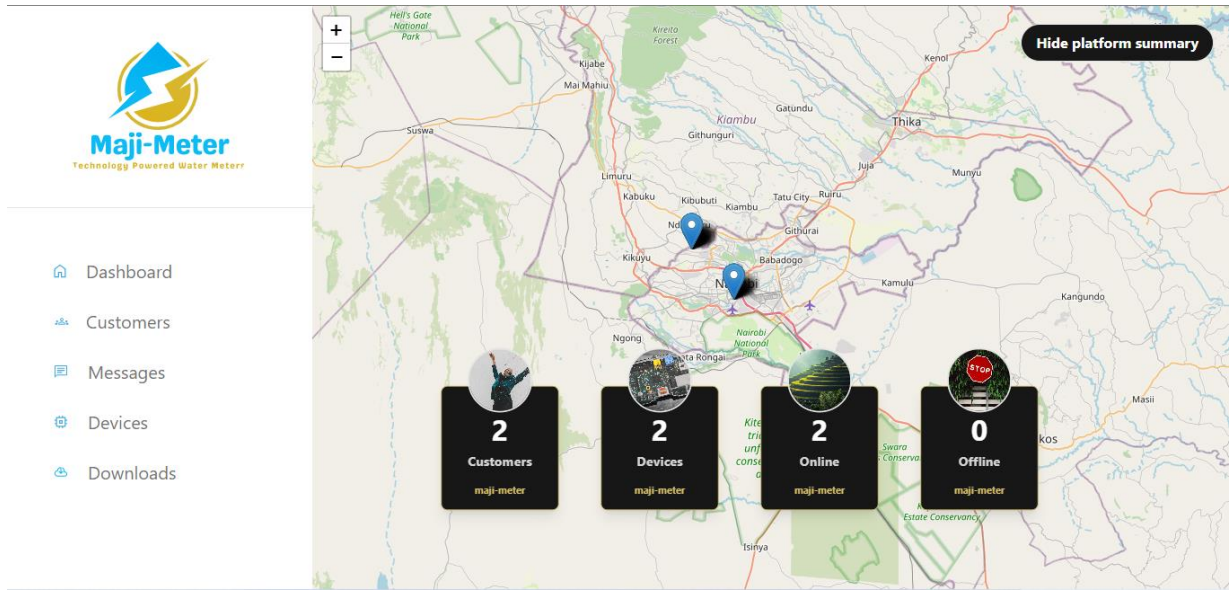 Maji-Meter
Technology Powered Water Meterr
Dashboard
Customers
Messages
Devices
Downloads
+
−
Hide platform summary
Hell's Gate
National
Park
Kireita
Forest
Kijabe
Kenol
Mai Mahiu
Gatundu
Kiambu
Thika
Suswa
Githunguri
Juja
Limuru
Munyu
Kabuku
Kibubuti
Kiambu
Tatu City
Ruiru
Githurai
Kikuyu
Babadogo
Kamulu
Kangundo
Ngong
Nairobi
National
Park
STOP
Masii
2
Customers
maji-meter
2
Devices
maji-meter
2
Online
maji-meter
0
Offline
maji-meter
Swara
Estate Conservancy
Isinya